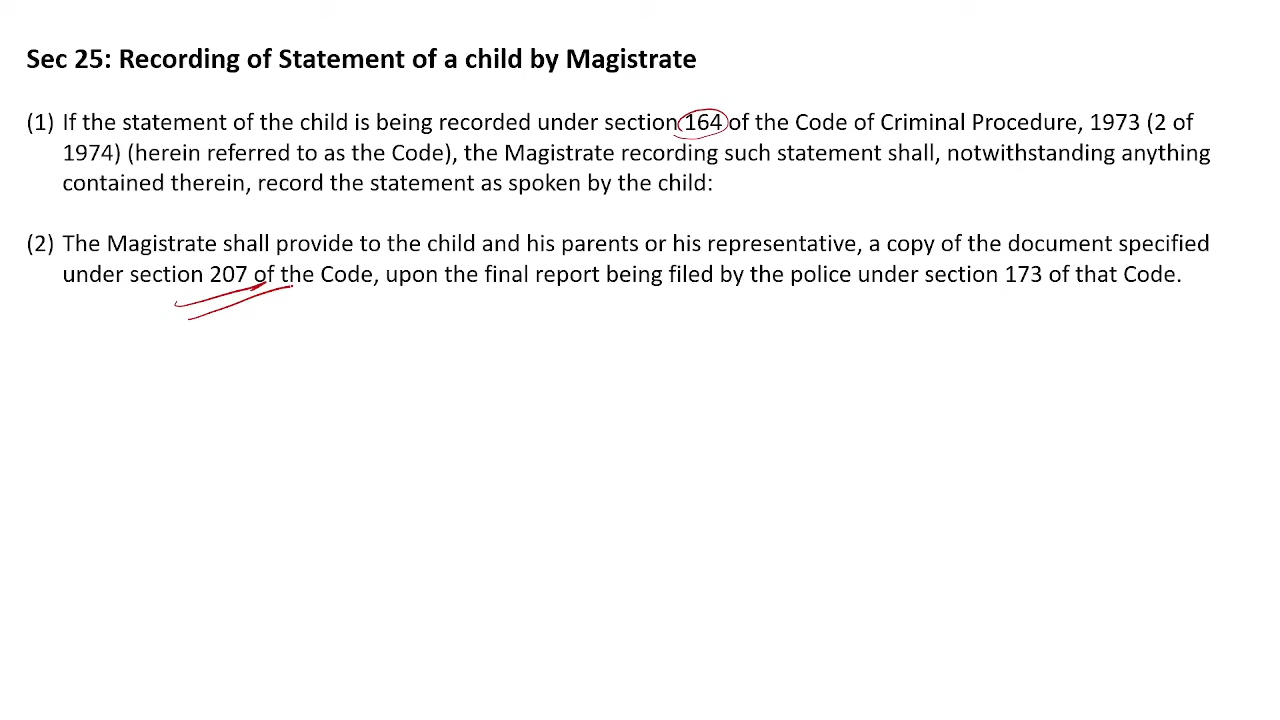 Sec 25: Recording of Statement of a child by Magistrate
(1) If the statement of the child is being recorded under section 164 of the Code of Criminal Procedure, 1973 (2 of
1974) (herein referred to as the Code), the Magistrate recording such statement shall, notwithstanding anything
contained therein, record the statement as spoken by the child:
(2) The Magistrate shall provide to the child and his parents or his representative, a copy of the document specified
under section 207 of the Code, upon the final report being filed by the police under section 173 of that Code.